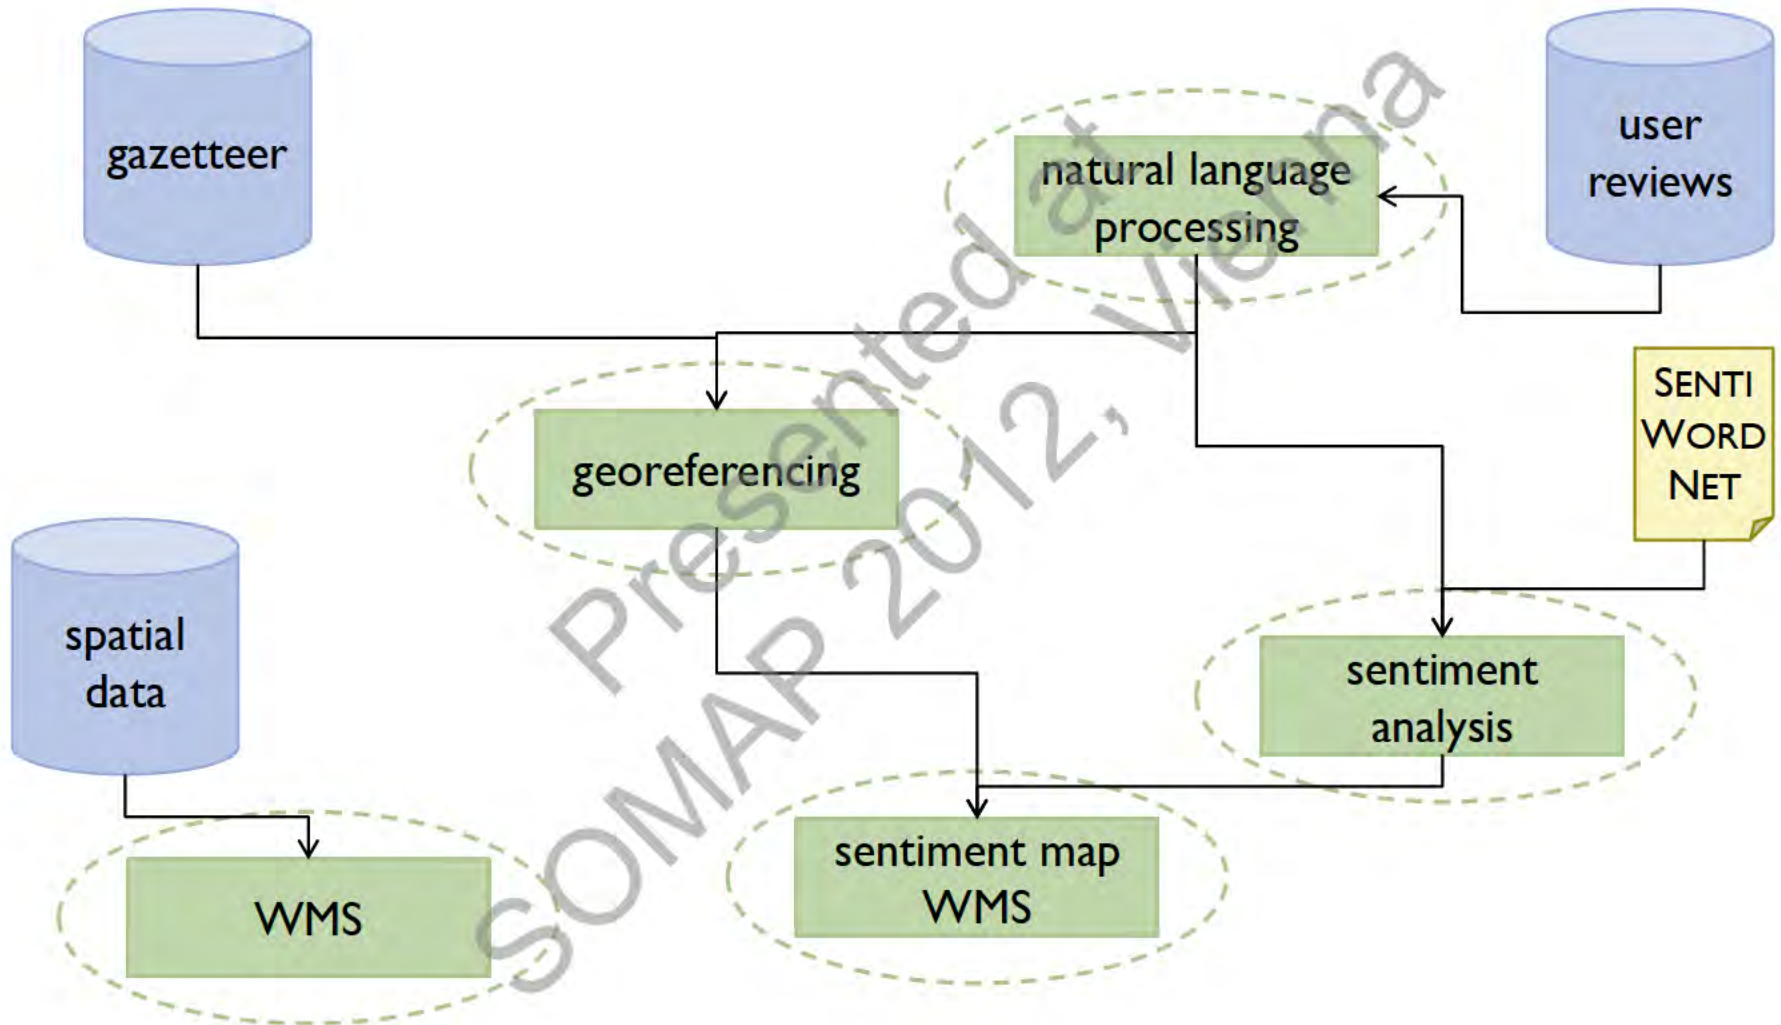 gazetteer
natural language
processing
user
reviews
georeferencing
SENTI
WORD
NET
spatial
data
sentiment
analysis
WMS
sentiment map
WMS
Presented at
SOMAP 2012, Vienna